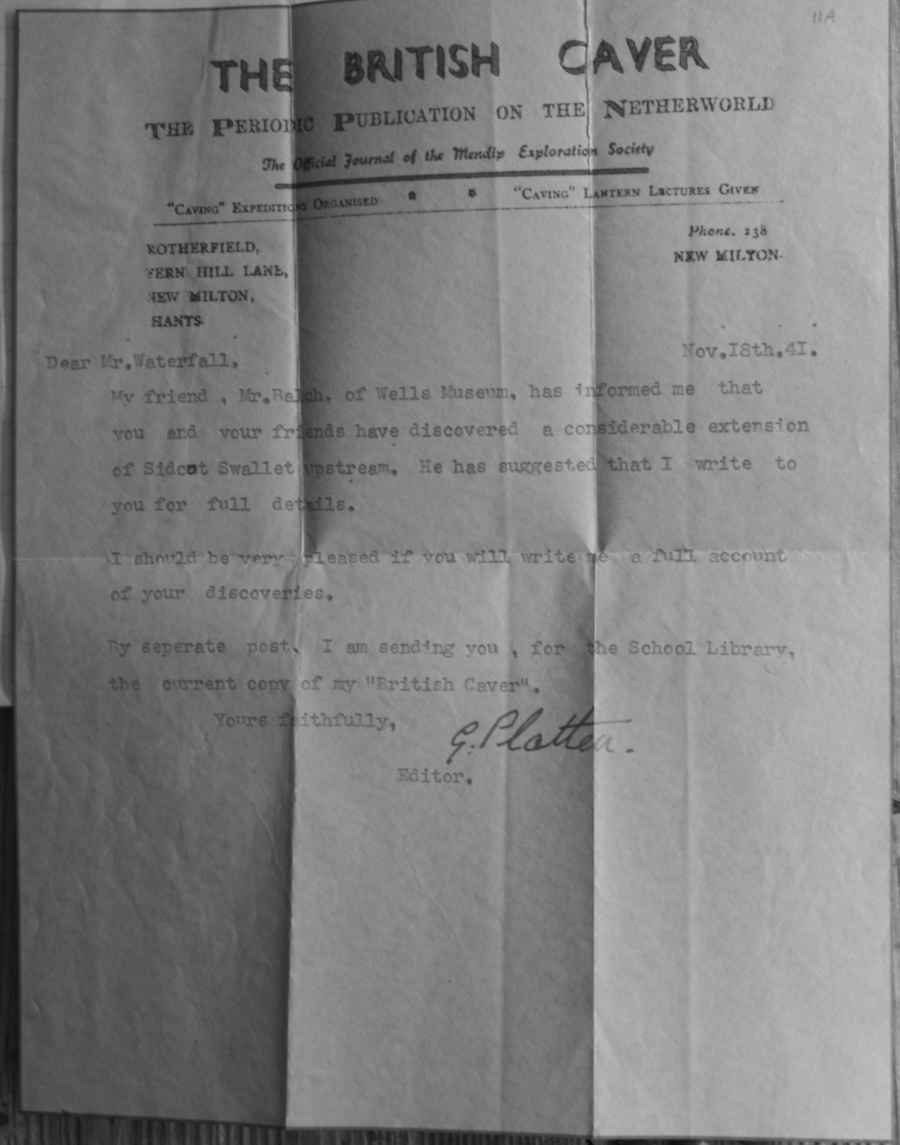 11A
THE BRITISH CAVER
THE PERIODIC PUBLICATION ON THE NETHERWORLD
The Official Journal of the Mendip Exploration Society
"CAVING" EXPEDITIONS ORGANISED * * "CAVING" LANTERN LECTURES GIVEN
ROTHERFIELD,
FERN HILL LANE,
NEW MILTON,
HANTS.
Phone. 238
NEW MILTON.
Nov.I8th.4I.
Dear Mr.Waterfall,
My friend , Mr.Balch, of Wells Museum, has informed me that
you and your friends have discovered a considerable extension
of Sidcot Swallet upstream. He has suggested that I write to
you for full details.
I should be very pleased if you will write me a full account
of your discoveries.
By seperate post, I am sending you , for the School Library,
the current copy of my "British Caver".
Yours faithfully,
G. Platten.
Editor.